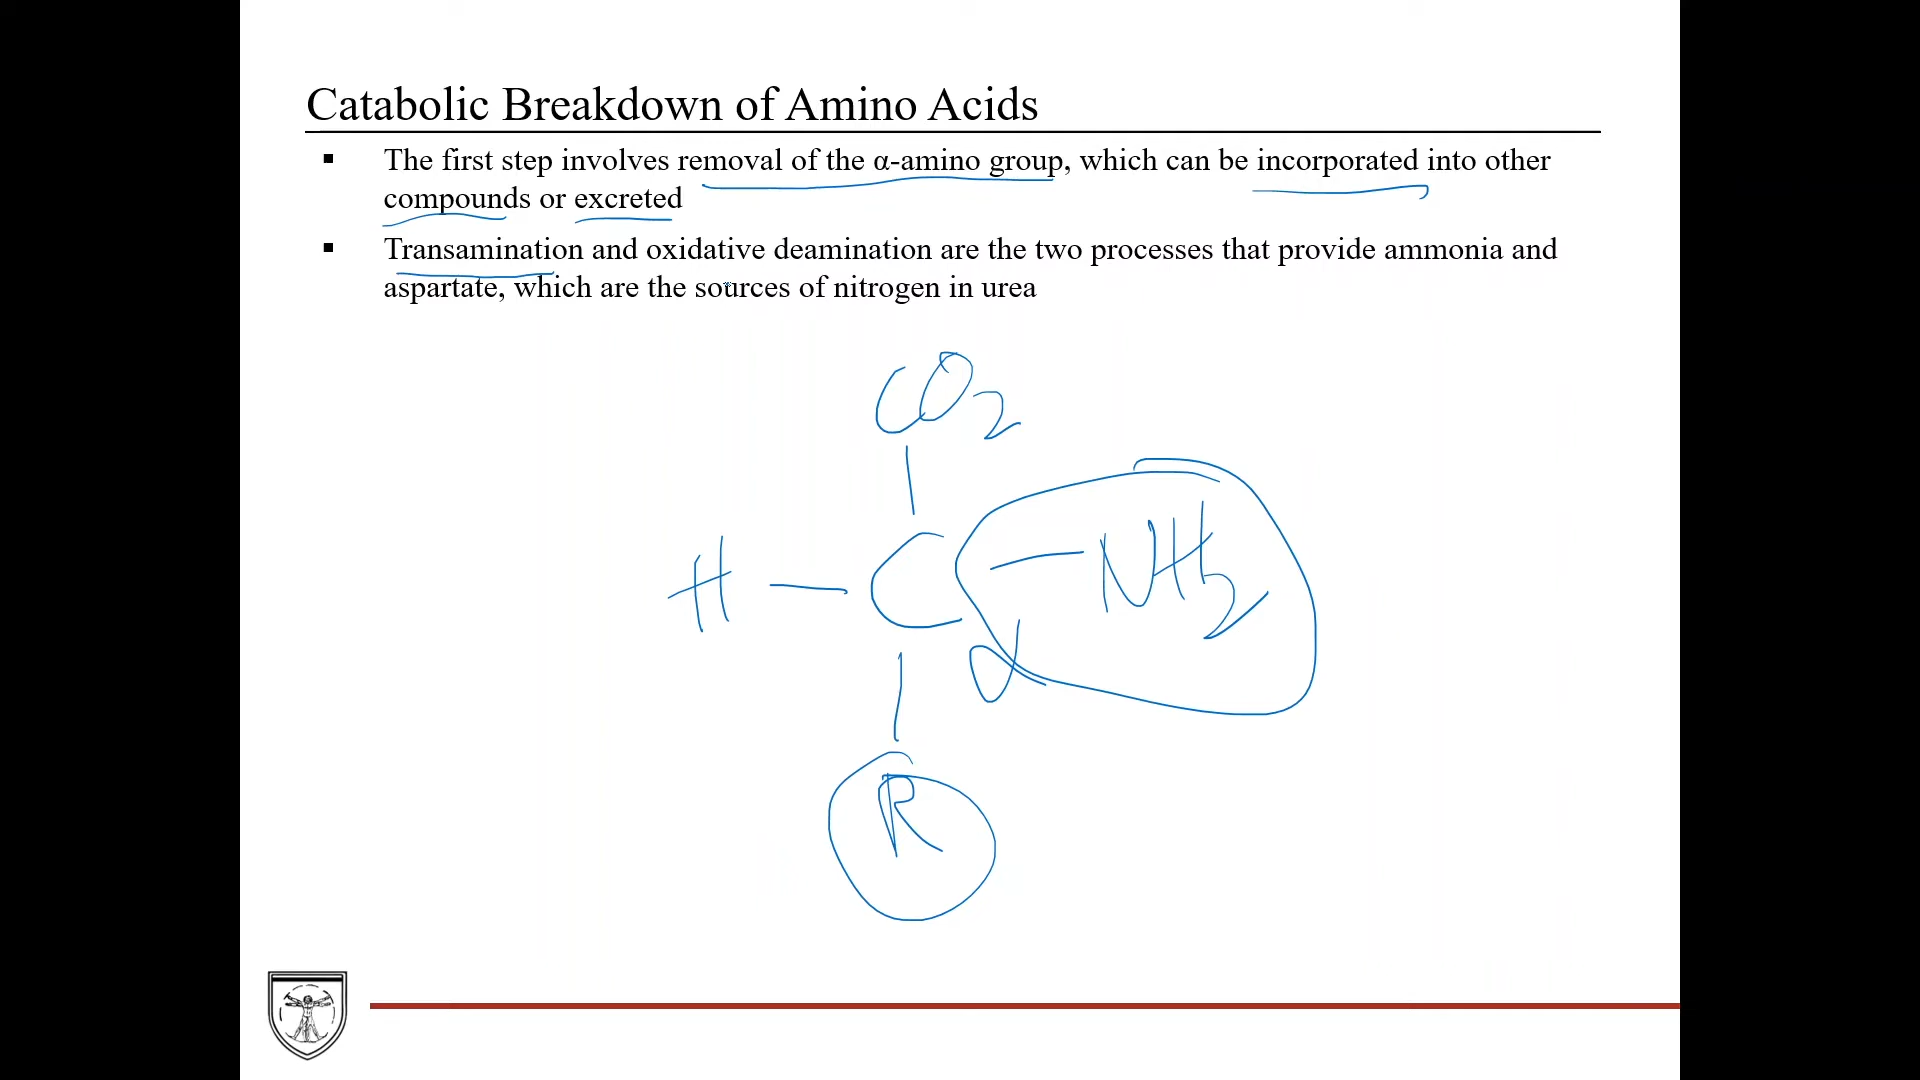 Catabolic Breakdown of Amino Acids
▪ The first step involves removal of the α-amino group, which can be incorporated into other
compounds or excreted
▪ Transamination and oxidative deamination are the two processes that provide ammonia and
aspartate, which are the sources of nitrogen in urea
CO2
H — C — NH2
α
R